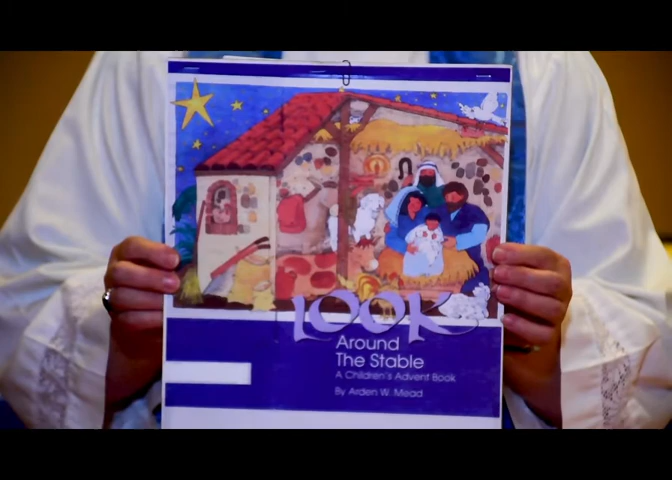 LOOK
Around
The Stable
A Children's Advent Book
By Arden W. Mead